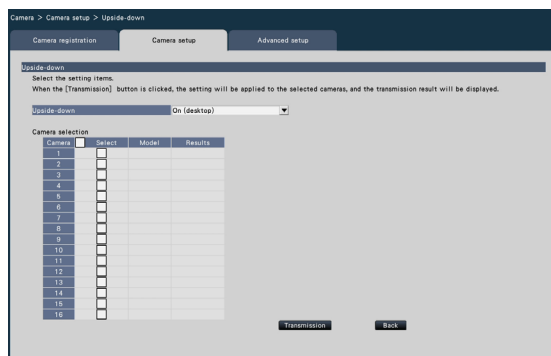 Camera > Camera setup > Upside-down
Camera registration
Camera setup
Advanced setup
Upside-down
Select the setting items.
When the [Transmission] button is clicked, the setting will be applied to the selected cameras, and the transmission result will be displayed.
Upside-down On (desktop)
Camera selection
Camera Select Model Results
1
2
3
4
5
6
7
8
9
10
11
12
13
14
15
16
Transmission Back